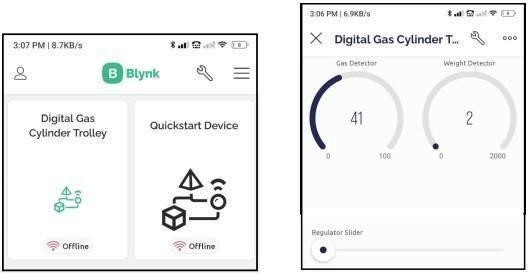 3:07 PM | 8.7KB/s
B Blynk
Digital Gas
Cylinder Trolley
Offline
Quickstart Device
Offline
3:06 PM | 6.9KB/s
Digital Gas Cylinder T...
Gas Detector
41
0 100
Weight Detector
2
0 2000
Regulator Slider